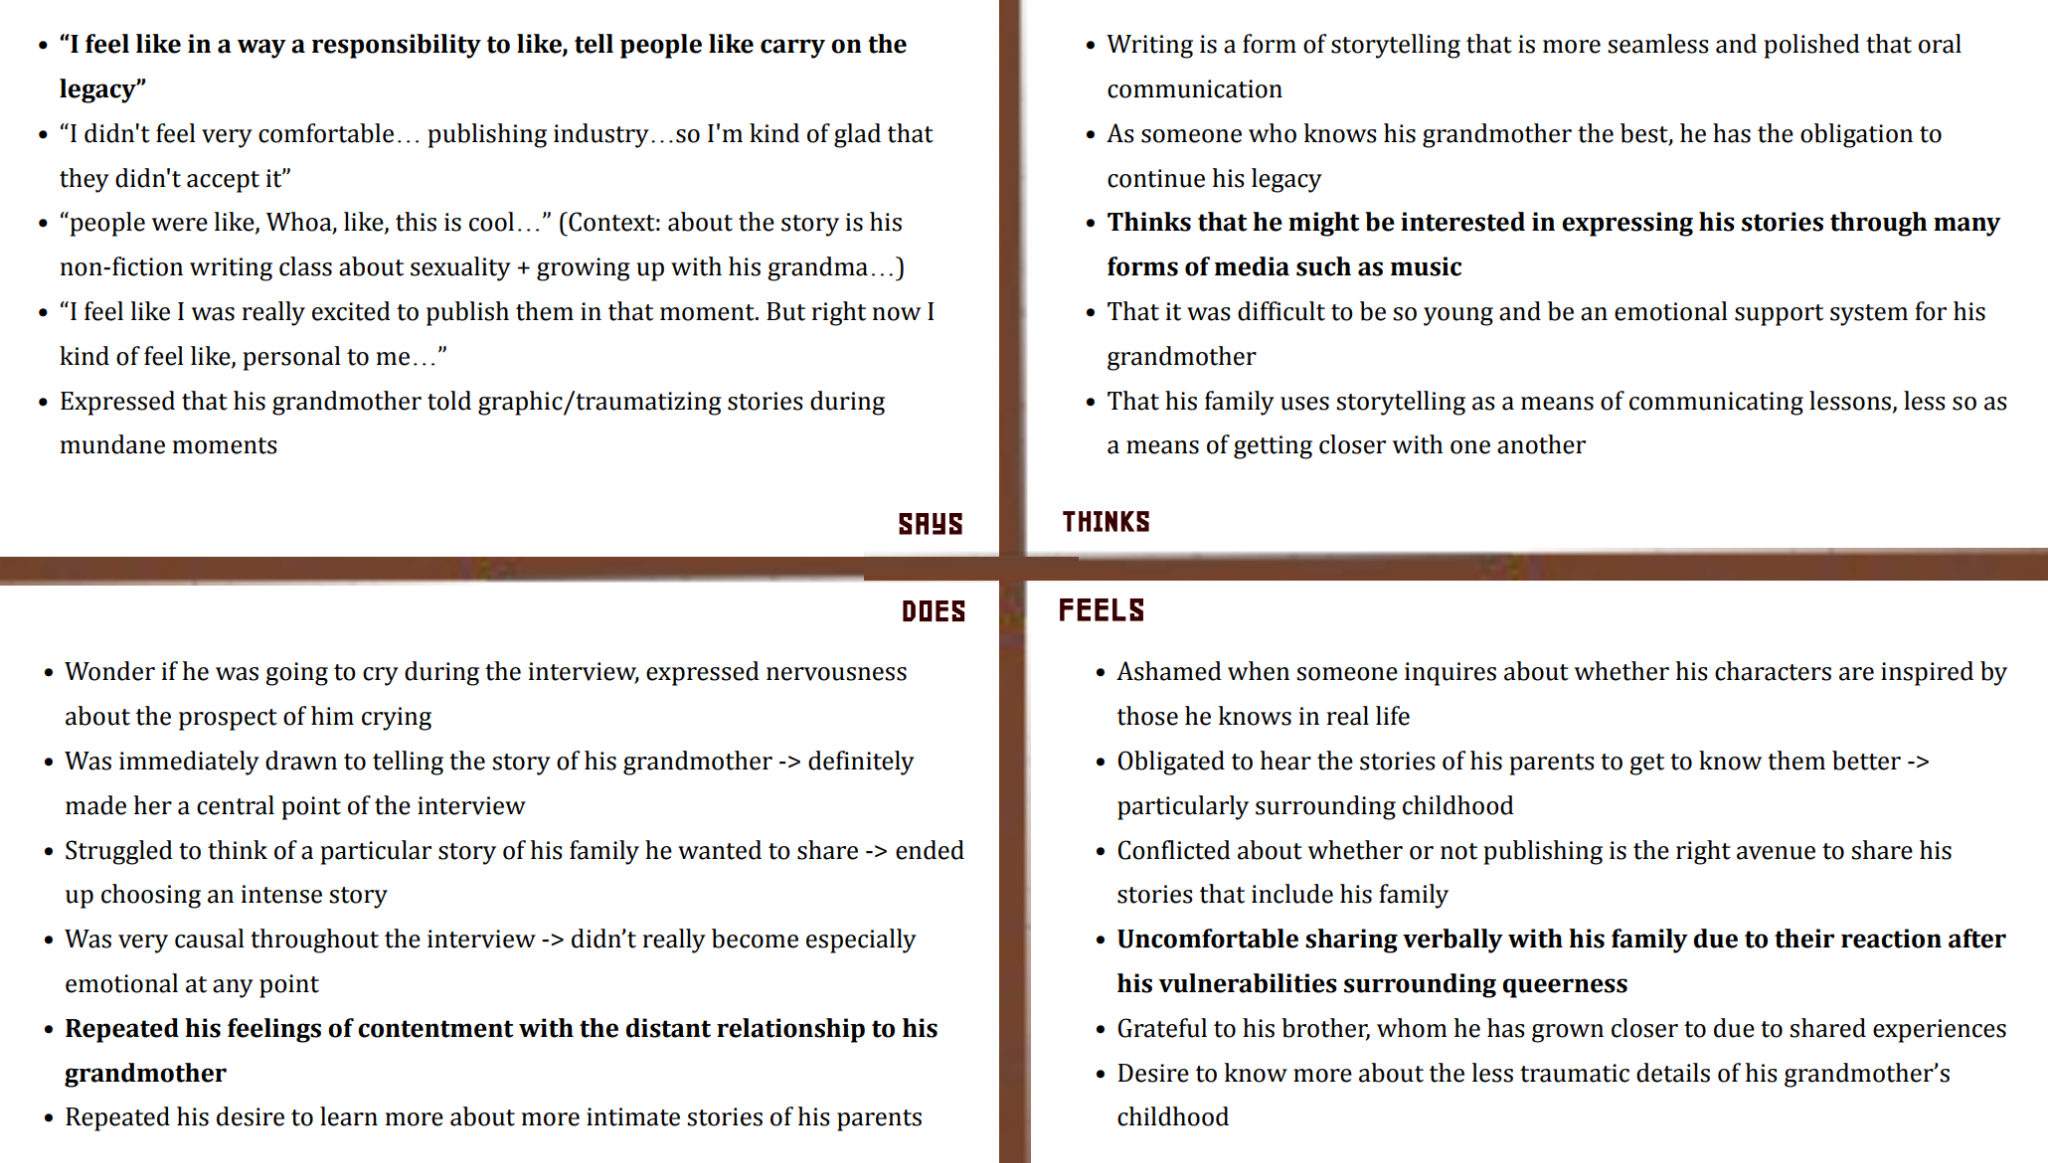 • “I feel like in a way a responsibility to like, tell people like carry on the
legacy”
• “I didn't feel very comfortable… publishing industry…so I'm kind of glad that
they didn't accept it”
• “people were like, Whoa, like, this is cool…” (Context: about the story is his
non-fiction writing class about sexuality + growing up with his grandma…)
• “I feel like I was really excited to publish them in that moment. But right now I
kind of feel like, personal to me…”
• Expressed that his grandmother told graphic/traumatizing stories during
mundane moments
SAYS
• Writing is a form of storytelling that is more seamless and polished that oral
communication
• As someone who knows his grandmother the best, he has the obligation to
continue his legacy
• Thinks that he might be interested in expressing his stories through many
forms of media such as music
• That it was difficult to be so young and be an emotional support system for his
grandmother
• That his family uses storytelling as a means of communicating lessons, less so as
a means of getting closer with one another
THINKS
DOES
• Wonder if he was going to cry during the interview, expressed nervousness
about the prospect of him crying
• Was immediately drawn to telling the story of his grandmother -> definitely
made her a central point of the interview
• Struggled to think of a particular story of his family he wanted to share -> ended
up choosing an intense story
• Was very causal throughout the interview -> didn’t really become especially
emotional at any point
• Repeated his feelings of contentment with the distant relationship to his
grandmother
• Repeated his desire to learn more about more intimate stories of his parents
FEELS
• Ashamed when someone inquires about whether his characters are inspired by
those he knows in real life
• Obligated to hear the stories of his parents to get to know them better ->
particularly surrounding childhood
• Conflicted about whether or not publishing is the right avenue to share his
stories that include his family
• Uncomfortable sharing verbally with his family due to their reaction after
his vulnerabilities surrounding queerness
• Grateful to his brother, whom he has grown closer to due to shared experiences
• Desire to know more about the less traumatic details of his grandmother’s
childhood